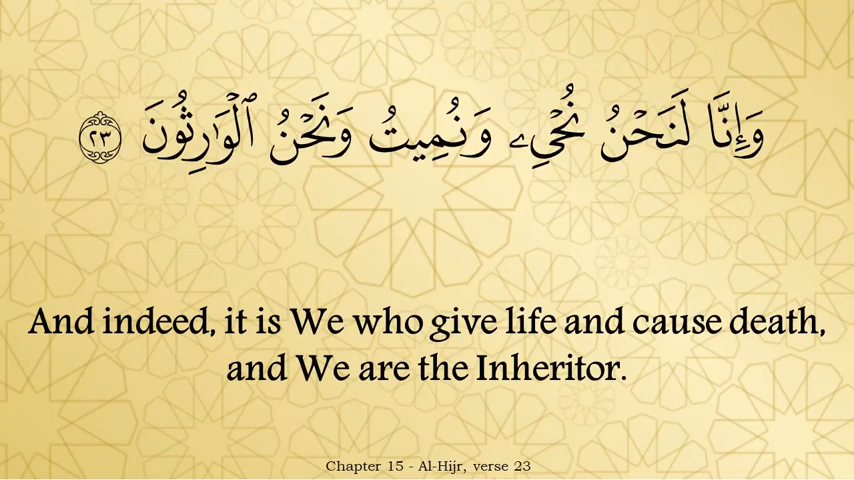 وَإِنَّا لَنَحْنُ نُحْىِۦ وَنُمِيتُ وَنَحْنُ ٱلْوَٰرِثُونَ ٢٣
And indeed, it is We who give life and cause death,
and We are the Inheritor.
Chapter 15 - Al-Hijr, verse 23